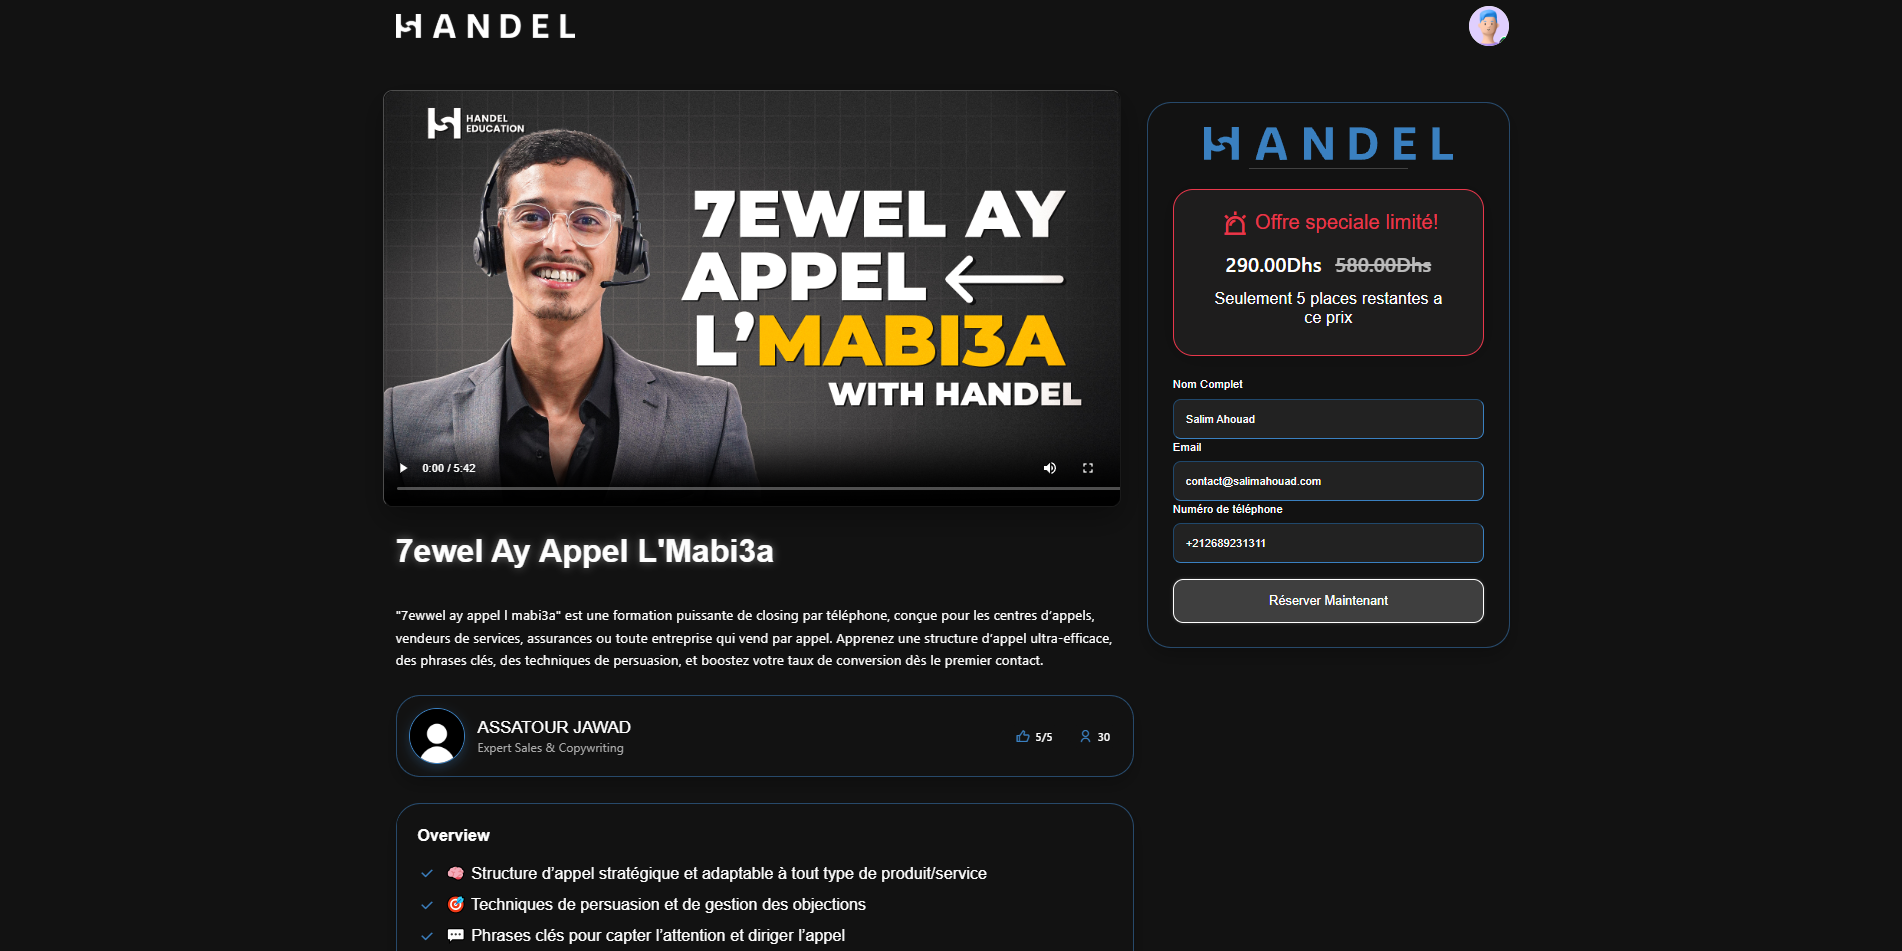 HANDEL
HANDEL
EDUCATION
7EWEL AY
APPEL
L'MABI3A
WITH HANDEL
0:00 / 5:42
7ewel Ay Appel L'Mabi3a
"7ewwel ay appel l mabi3a" est une formation puissante de closing par téléphone, conçue pour les centres d’appels,
vendeurs de services, assurances ou toute entreprise qui vend par appel. Apprenez une structure d’appel ultra-efficace,
des phrases clés, des techniques de persuasion, et boostez votre taux de conversion dès le premier contact.
ASSATOUR JAWAD
Expert Sales & Copywriting
5/5
30
Overview
🧠 Structure d’appel stratégique et adaptable à tout type de produit/service
🎯 Techniques de persuasion et de gestion des objections
💬 Phrases clés pour capter l’attention et diriger l’appel
HANDEL
Offre speciale limité!
290.00Dhs 580.00Dhs
Seulement 5 places restantes a
ce prix
Nom Complet
Salim Ahouad
Email
contact@salimahouad.com
Numéro de téléphone
+212689231311
Réserver Maintenant